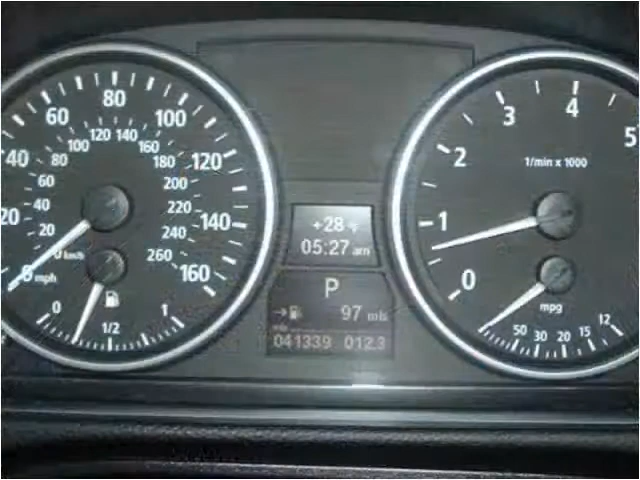 20 40 60 80 100 120 140 160
20 40 60 80 100 120 140 160 180 200 220 240 260
km/h
mph
0 1/2 1
+28 °F
05:27 am
P
97 mls
mls
041339 012.3
0 1 2 3 4 5
1/min x 1000
mpg
50 30 20 15 12